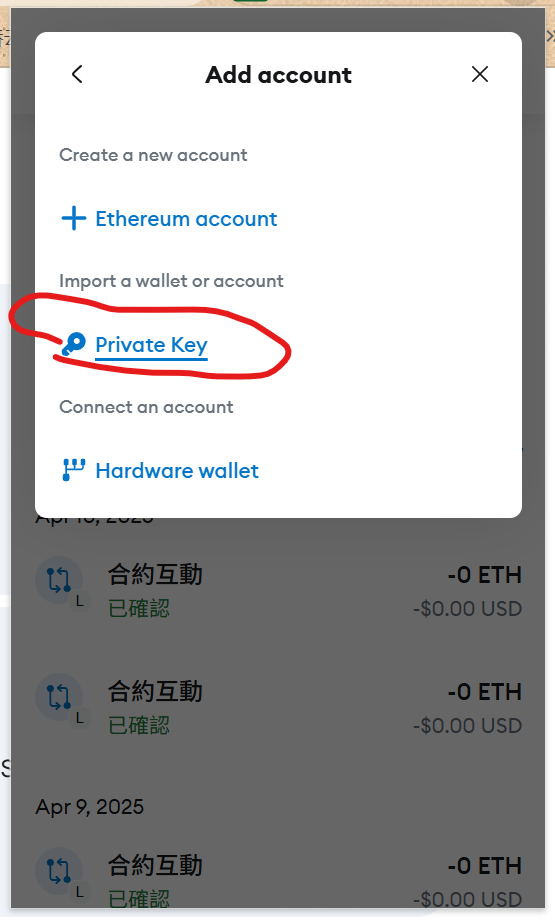 Add account
Create a new account
Ethereum account
Import a wallet or account
Private Key
Connect an account
Hardware wallet
合約互動
-0 ETH
L
已確認
-$0.00 USD
合約互動
-0 ETH
L
已確認
-$0.00 USD
Apr 9, 2025
合約互動
-0 ETH
L
已確認
-$0.00 USD